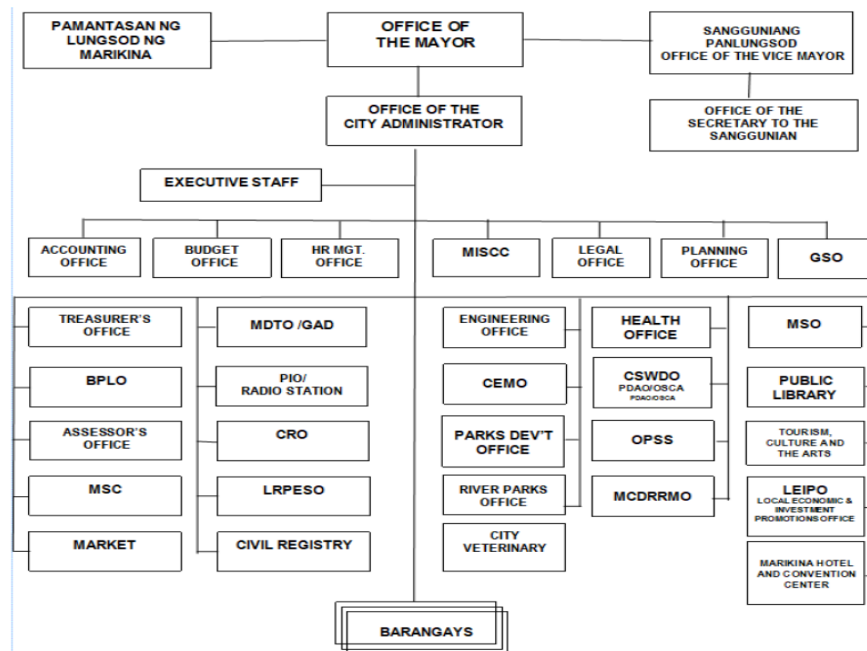 PAMANTASAN NG
LUNGSOD NG
MARIKINA
OFFICE OF
THE MAYOR
SANGGUNIANG
PANLUNGSOD
OFFICE OF THE VICE MAYOR
OFFICE OF THE
CITY ADMINISTRATOR
OFFICE OF THE
SECRETARY TO THE
SANGGUNIAN
EXECUTIVE STAFF
ACCOUNTING
OFFICE
BUDGET
OFFICE
HR MGT.
OFFICE
MISCC
LEGAL
OFFICE
PLANNING
OFFICE
GSO
TREASURER'S
OFFICE
MDTO /GAD
ENGINEERING
OFFICE
HEALTH
OFFICE
MSO
BPLO
PIO/
RADIO STATION
CEMO
CSWDO
PDAO/OSCA
PDAO/OSCA
PUBLIC
LIBRARY
ASSESSOR'S
OFFICE
CRO
PARKS DEV'T
OFFICE
OPSS
TOURISM,
CULTURE AND
THE ARTS
MSC
LRPESO
RIVER PARKS
OFFICE
MCDRRMO
LEIPO
LOCAL ECONOMIC &
INVESTMENT
PROMOTIONS OFFICE
MARKET
CIVIL REGISTRY
CITY
VETERINARY
MARIKINA HOTEL
AND CONVENTION
CENTER
BARANGAYS